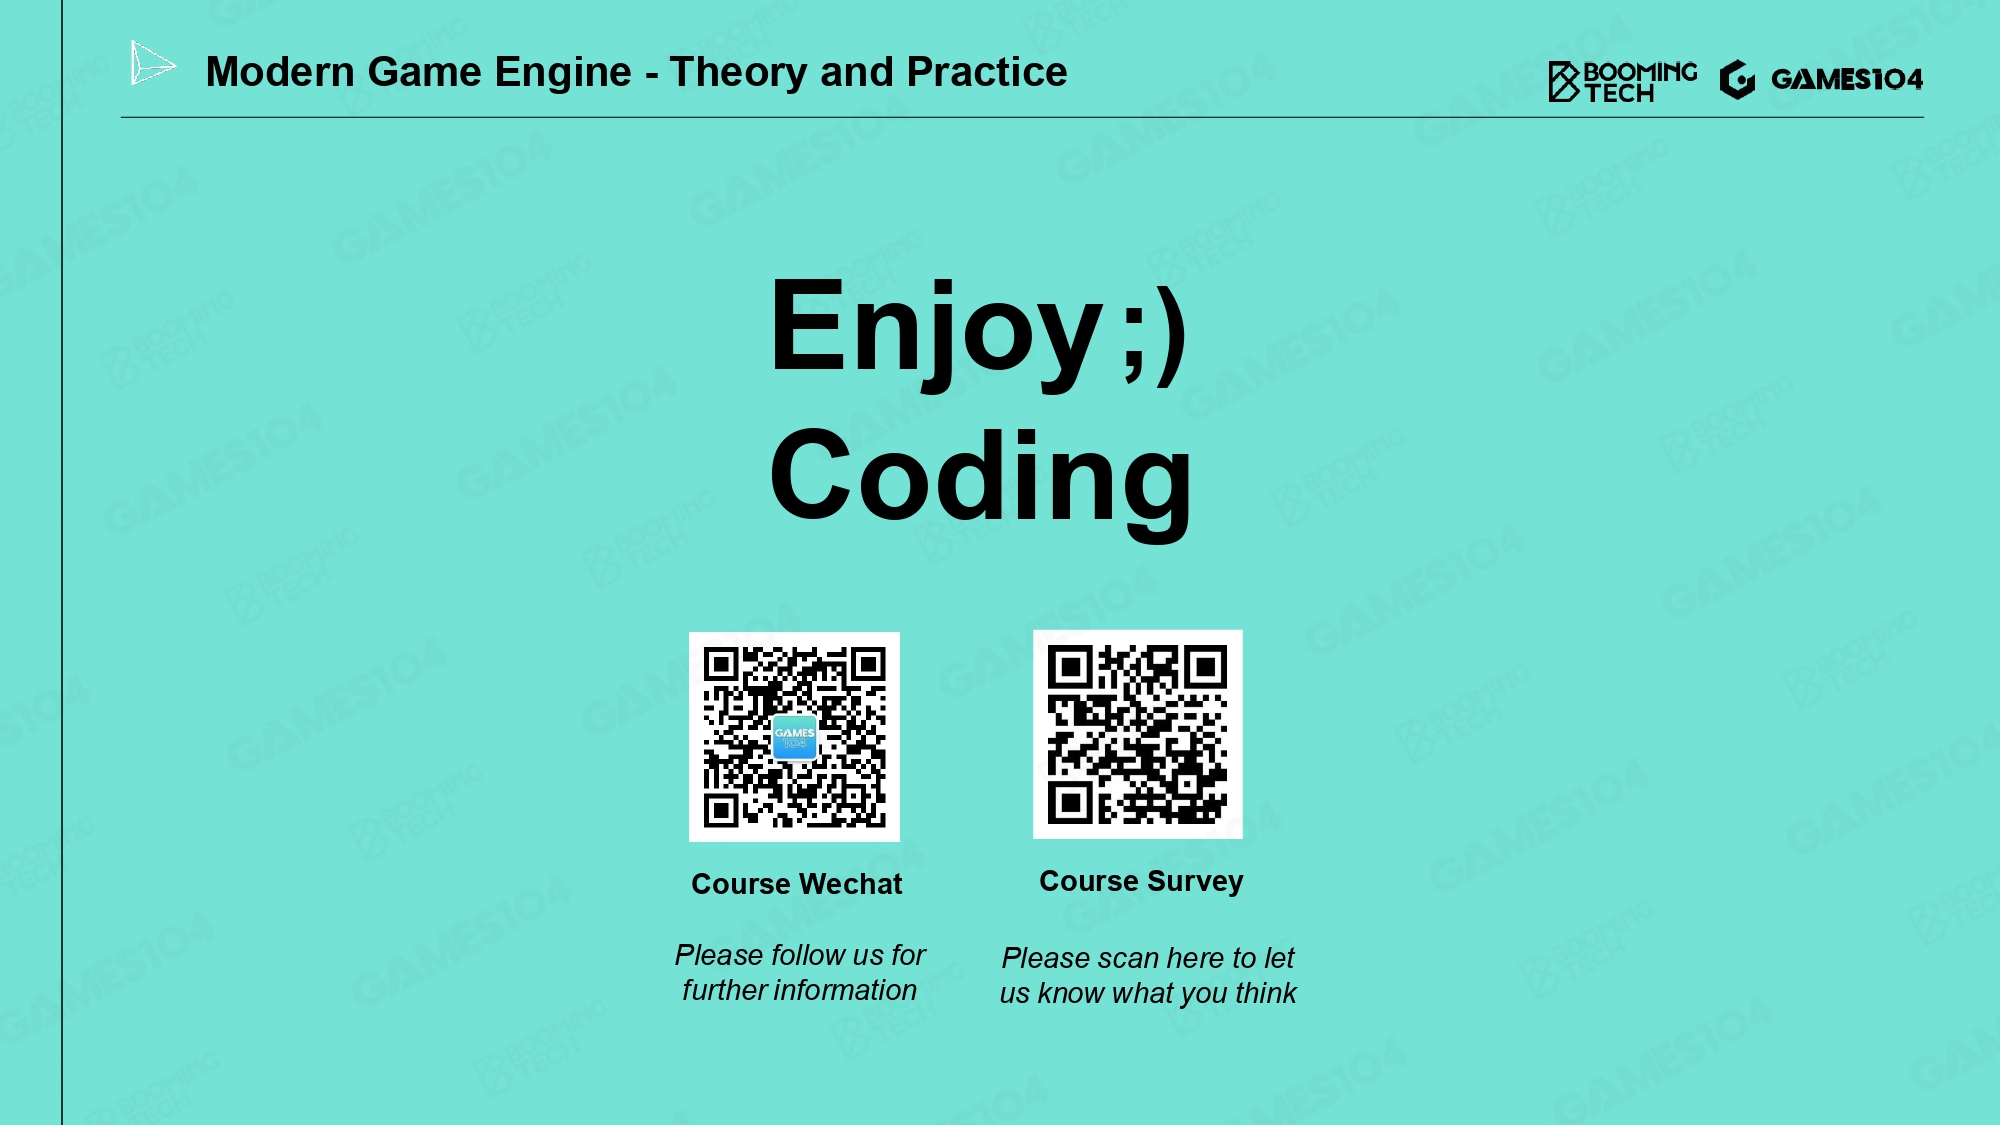 Modern Game Engine - Theory and Practice
BOOMING
TECH
GAMES104
Enjoy ;)
Coding
GAMES
104
Course Wechat
Course Survey
Please follow us for
further information
Please scan here to let
us know what you think